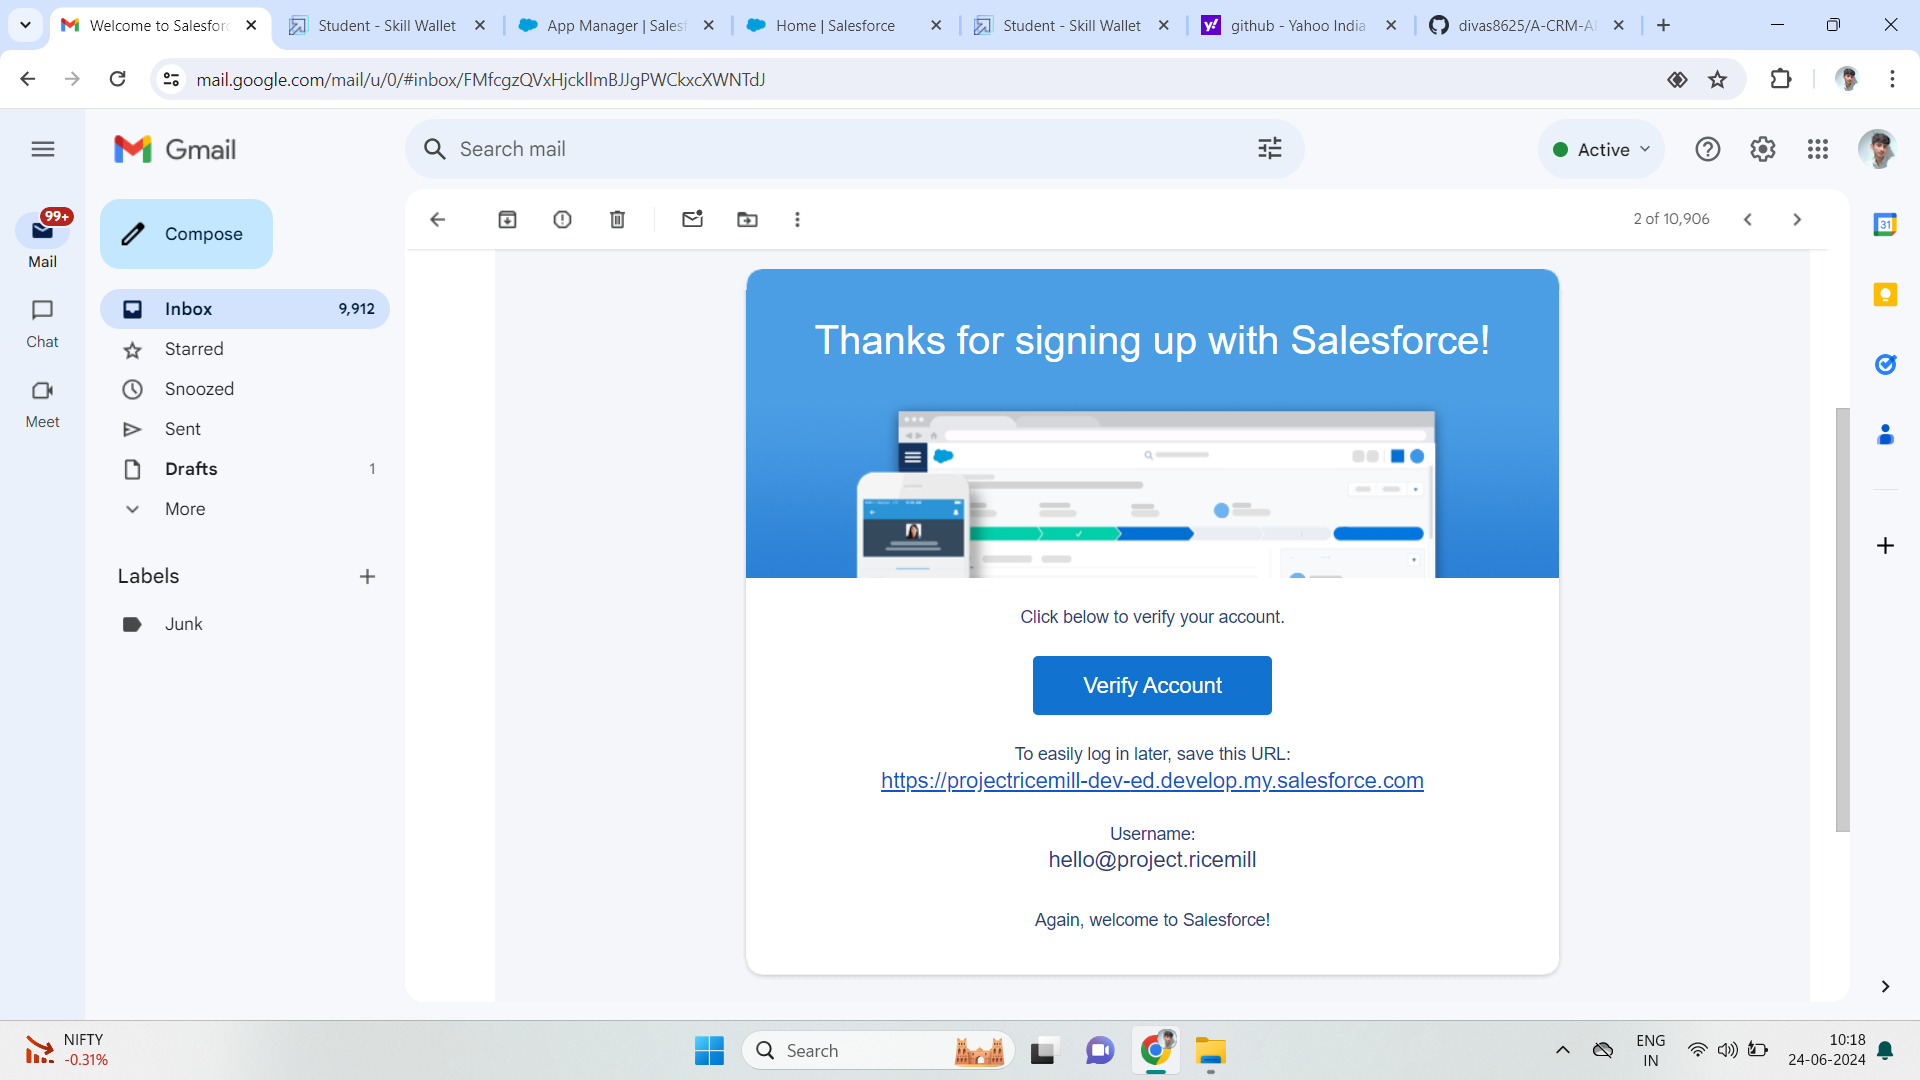 Welcome to Salesforc
Student - Skill Wallet
App Manager | Salesf
Home | Salesforce
Student - Skill Wallet
github - Yahoo India
divas8625/A-CRM-A
mail.google.com/mail/u/0/#inbox/FMfcgzQVxHjckllmBJJgPWCkxcXWNTdJ
Gmail
Search mail
Active
99+
Mail
Chat
Meet
Compose
Inbox 9,912
Starred
Snoozed
Sent
Drafts 1
More
Labels
Junk
2 of 10,906
31
Thanks for signing up with Salesforce!
Click below to verify your account.
Verify Account
To easily log in later, save this URL:
https://projectricemill-dev-ed.develop.my.salesforce.com
Username:
hello@project.ricemill
Again, welcome to Salesforce!
NIFTY
-0.31%
Search
ENG
IN
10:18
24-06-2024